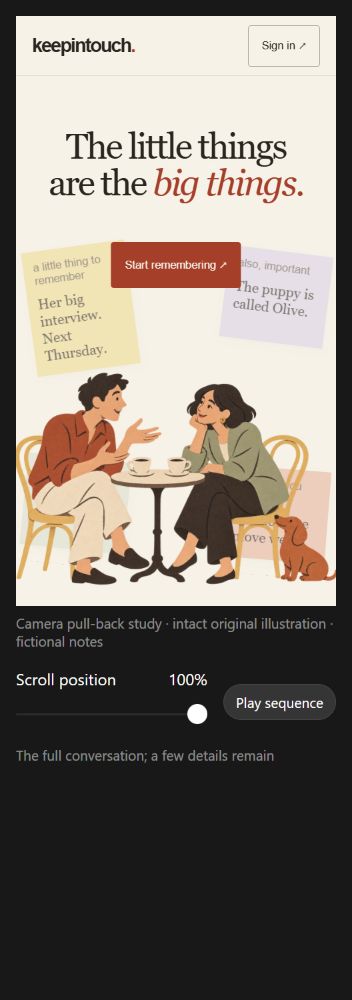 keepintouch.
Sign in ↗
The little things
are the big things.
a little thing to
remember
Her big
interview.
Next
Thursday.
Start remembering ↗
also, important
The puppy is
called Olive.
Camera pull-back study · intact original illustration ·
fictional notes
Scroll position 100%
Play sequence
The full conversation; a few details remain